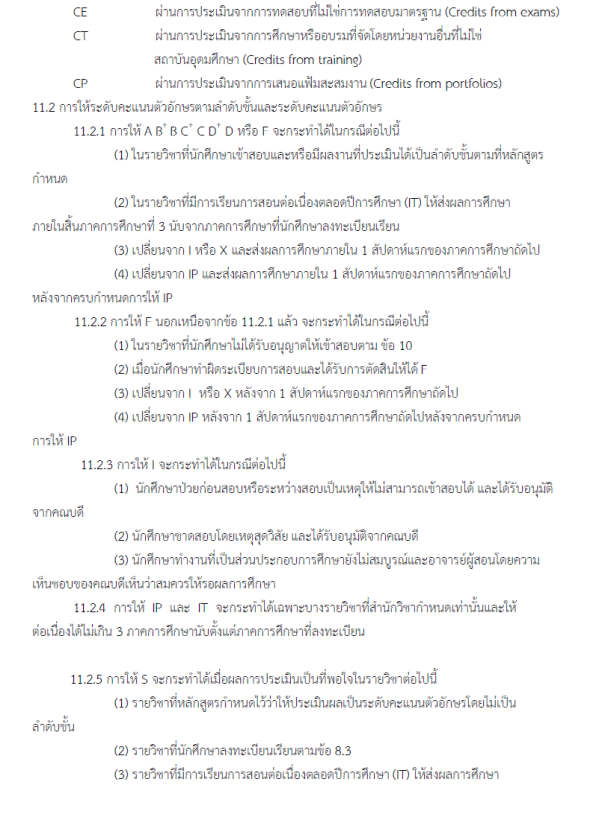 CE ผ่านการประเมินจากการทดสอบที่ไม่ใช่การทดสอบมาตรฐาน (Credits from exams)
CT ผ่านการประเมินจากการศึกษาหรืออบรมที่จัดโดยหน่วยงานอื่นที่ไม่ใช่
สถาบันอุดมศึกษา (Credits from training)
CP ผ่านการประเมินจากการเสนอแฟ้มสะสมงาน (Credits from portfolios)
11.2 การให้ระดับคะแนนตัวอักษรตามลำดับขั้นและระดับคะแนนตัวอักษร
11.2.1 การให้ A B⁺ B C⁺ C D⁺ D หรือ F จะกระทำได้ในกรณีต่อไปนี้
(1) ในรายวิชาที่นักศึกษาเข้าสอบและหรือมีผลงานที่ประเมินได้เป็นลำดับขั้นตามที่หลักสูตร
กำหนด
(2) ในรายวิชาที่มีการเรียนการสอนต่อเนื่องตลอดปีการศึกษา (IT) ให้ส่งผลการศึกษา
ภายในสิ้นภาคการศึกษาที่ 3 นับจากภาคการศึกษาที่นักศึกษาลงทะเบียนเรียน
(3) เปลี่ยนจาก I หรือ X และส่งผลการศึกษาภายใน 1 สัปดาห์แรกของภาคการศึกษาถัดไป
(4) เปลี่ยนจาก IP และส่งผลการศึกษาภายใน 1 สัปดาห์แรกของภาคการศึกษาถัดไป
หลังจากครบกำหนดการให้ IP
11.2.2 การให้ F นอกเหนือจากข้อ 11.2.1 แล้ว จะกระทำได้ในกรณีต่อไปนี้
(1) ในรายวิชาที่นักศึกษาไม่ได้รับอนุญาตให้เข้าสอบตาม ข้อ 10
(2) เมื่อนักศึกษาทำผิดระเบียบการสอบและได้รับการตัดสินให้ได้ F
(3) เปลี่ยนจาก I หรือ X หลังจาก 1 สัปดาห์แรกของภาคการศึกษาถัดไป
(4) เปลี่ยนจาก IP หลังจาก 1 สัปดาห์แรกของภาคการศึกษาถัดไปหลังจากครบกำหนด
การให้ IP
11.2.3 การให้ I จะกระทำได้ในกรณีต่อไปนี้
(1) นักศึกษาป่วยก่อนสอบหรือระหว่างสอบเป็นเหตุให้ไม่สามารถเข้าสอบได้ และได้รับอนุมัติ
จากคณบดี
(2) นักศึกษาขาดสอบโดยเหตุสุดวิสัย และได้รับอนุมัติจากคณบดี
(3) นักศึกษาทำงานที่เป็นส่วนประกอบการศึกษายังไม่สมบูรณ์และอาจารย์ผู้สอนโดยความ
เห็นชอบของคณบดีเห็นว่าสมควรให้รอผลการศึกษา
11.2.4 การให้ IP และ IT จะกระทำได้เฉพาะบางรายวิชาที่สำนักวิชากำหนดเท่านั้นและให้
ต่อเนื่องได้ไม่เกิน 3 ภาคการศึกษานับตั้งแต่ภาคการศึกษาที่ลงทะเบียน
11.2.5 การให้ S จะกระทำได้เมื่อผลการประเมินเป็นที่พอใจในรายวิชาต่อไปนี้
(1) รายวิชาที่หลักสูตรกำหนดไว้ว่าให้ประเมินผลเป็นระดับคะแนนตัวอักษรโดยไม่เป็น
ลำดับขั้น
(2) รายวิชาที่นักศึกษาลงทะเบียนเรียนตามข้อ 8.3
(3) รายวิชาที่มีการเรียนการสอนต่อเนื่องตลอดปีการศึกษา (IT) ให้ส่งผลการศึกษา